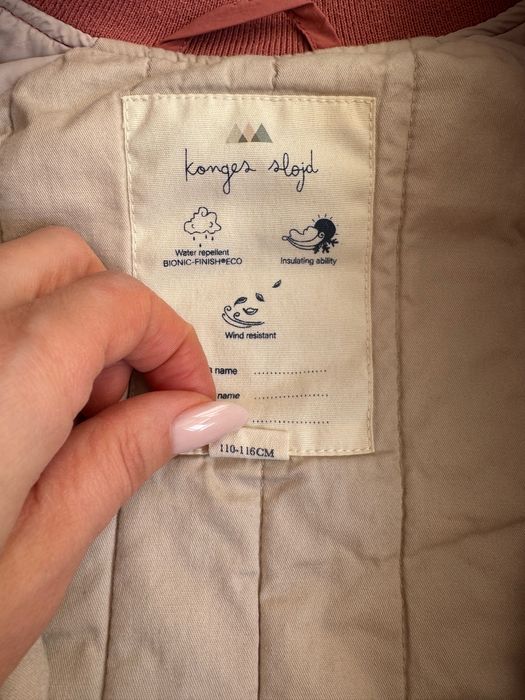 konges sløjd
Water repellent
BIONIC-FINISH®ECO
Insulating ability
Wind resistant
name
name
110-116CM